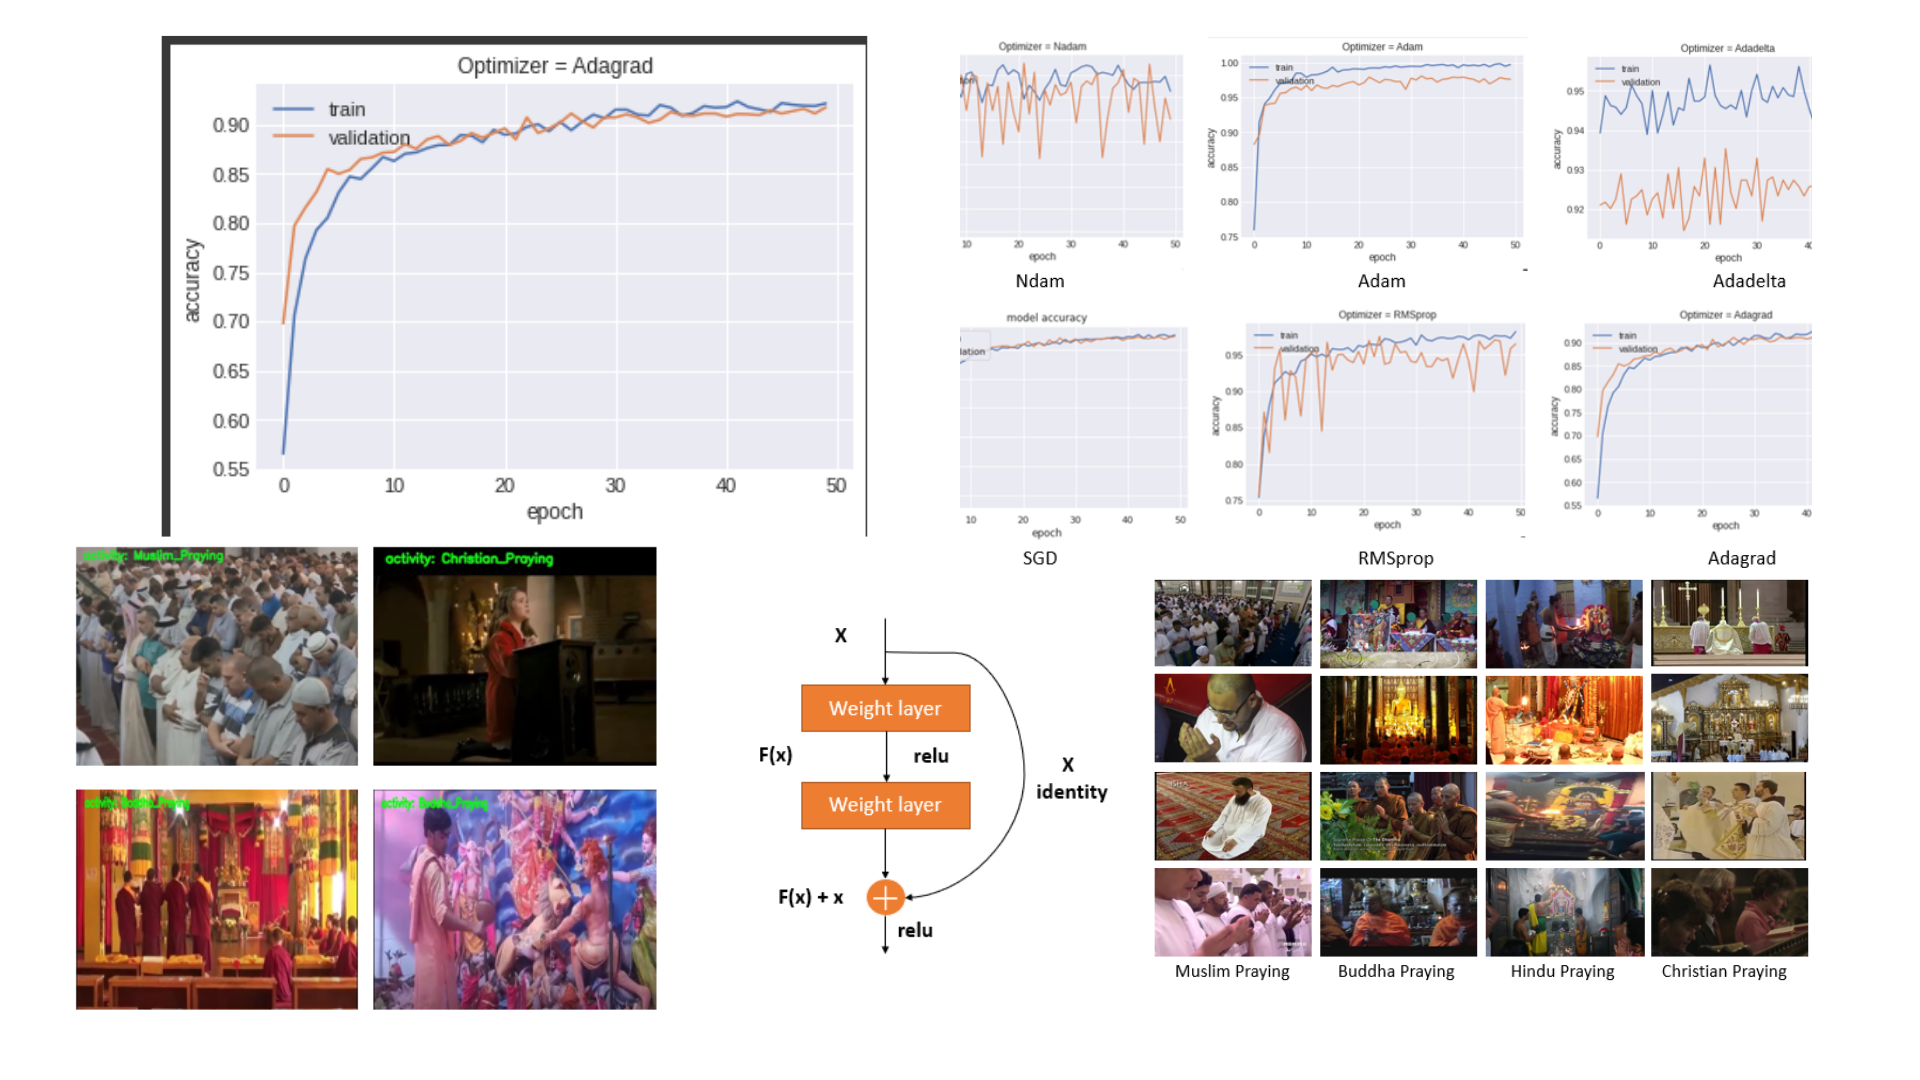 Optimizer = Adagrad
train
validation
0.90
0.85
0.80
0.75
0.70
0.65
0.60
0.55
accuracy
0 10 20 30 40 50
epoch
Optimizer = Nadam
10 20 30 40 50
epoch
Ndam
Optimizer = Adam
train
validation
1.00
0.95
0.90
0.85
0.80
0.75
accuracy
0 10 20 30 40 50
epoch
Adam
Optimizer = Adadelta
train
validation
0.95
0.94
0.93
0.92
accuracy
0 10 20 30
epoch
Adadelta
model accuracy
lation
10 20 30 40 50
epoch
SGD
Optimizer = RMSprop
train
validation
0.95
0.90
0.85
0.80
0.75
accuracy
0 10 20 30 40 50
epoch
RMSprop
Optimizer = Adagrad
train
validation
0.90
0.85
0.80
0.75
0.70
0.65
0.60
0.55
accuracy
0 10 20 30 40
epoch
Adagrad
activity: Muslim_Praying
activity: Christian_Praying
activity: Buddha_Praying
activity: Buddha_Praying
X
Weight layer
F(x)
relu
Weight layer
X
identity
F(x) + x
relu
Muslim Praying
Buddha Praying
Hindu Praying
Christian Praying